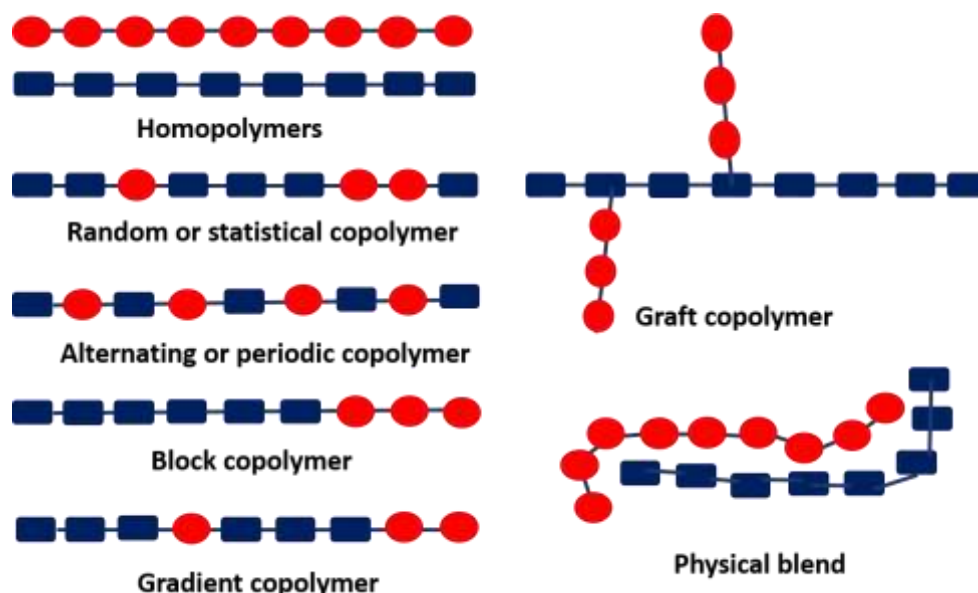 Homopolymers
Random or statistical copolymer
Alternating or periodic copolymer
Block copolymer
Gradient copolymer
Graft copolymer
Physical blend